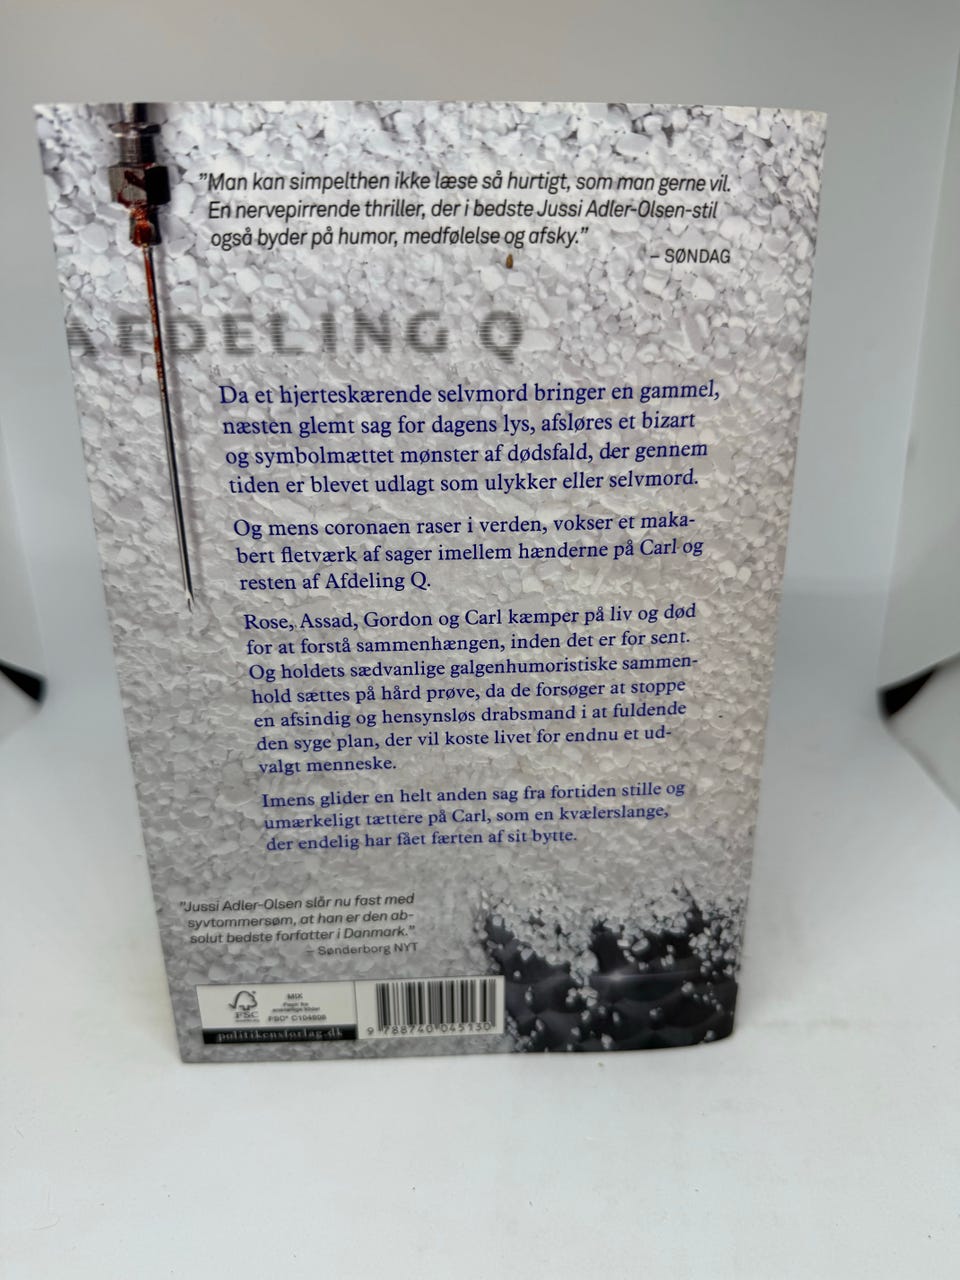 ”Man kan simpelthen ikke læse så hurtigt, som man gerne vil.
En nervepirrende thriller, der i bedste Jussi Adler-Olsen-stil
også byder på humor, medfølelse og afsky.”
– SØNDAG
AFDELING Q
Da et hjerteskærende selvmord bringer en gammel,
næsten glemt sag for dagens lys, afsløres et bizart
og symbolmættet mønster af dødsfald, der gennem
tiden er blevet udlagt som ulykker eller selvmord.
Og mens coronaen raser i verden, vokser et maka-
bert fletværk af sager imellem hænderne på Carl og
resten af Afdeling Q.
Rose, Assad, Gordon og Carl kæmper på liv og død
for at forstå sammenhængen, inden det er for sent.
Og holdets sædvanlige galgenhumoristiske sammen-
hold sættes på hård prøve, da de forsøger at stoppe
en afsindig og hensynsløs drabsmand i at fuldende
den syge plan, der vil koste livet for endnu et ud-
valgt menneske.
Imens glider en helt anden sag fra fortiden stille og
umærkeligt tættere på Carl, som en kvælerslange,
der endelig har fået færten af sit bytte.
”Jussi Adler-Olsen slår nu fast med
syvtommersøm, at han er den ab-
solut bedste forfatter i Danmark.”
– Sønderborg NYT
FSC
MIX
FSC® C104608
politikensforlag.dk
9 788740 045130